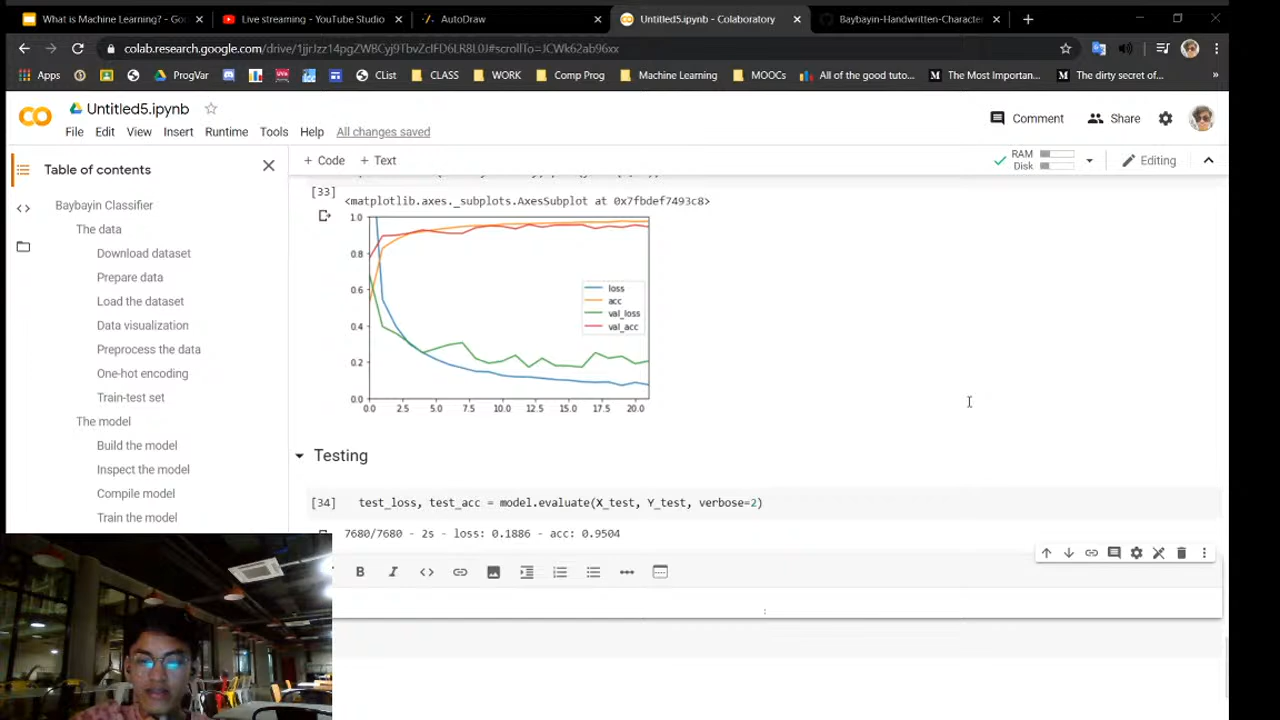 What is Machine Learning? - Go
Live streaming - YouTube Studio
AutoDraw
Untitled5.ipynb - Colaboratory
Baybayin-Handwritten-Character
colab.research.google.com/drive/1jjrJzz14pgZWBCyj9TbvZcIFD6LR8L0J#scrollTo=JCWk62ab96xx
Apps
ProgVar
CList
CLASS
WORK
Comp Prog
Machine Learning
MOOCs
All of the good tuto...
The Most Importan...
The dirty secret of...
»
CO
Untitled5.ipynb
Comment
Share
File Edit View Insert Runtime Tools Help All changes saved
Table of contents
+ Code + Text
RAM
Disk
Editing
Baybayin Classifier
The data
Download dataset
Prepare data
Load the dataset
Data visualization
Preprocess the data
One-hot encoding
Train-test set
The model
Build the model
Inspect the model
Compile model
Train the model
[33]
<matplotlib.axes._subplots.AxesSubplot at 0x7fbdef7493c8>
1.0
0.8
0.6
0.4
0.2
0.0
loss
acc
val_loss
val_acc
0.0 2.5 5.0 7.5 10.0 12.5 15.0 17.5 20.0
Testing
[34] test_loss, test_acc = model.evaluate(X_test, Y_test, verbose=2)
7680/7680 - 2s - loss: 0.1886 - acc: 0.9504
B I